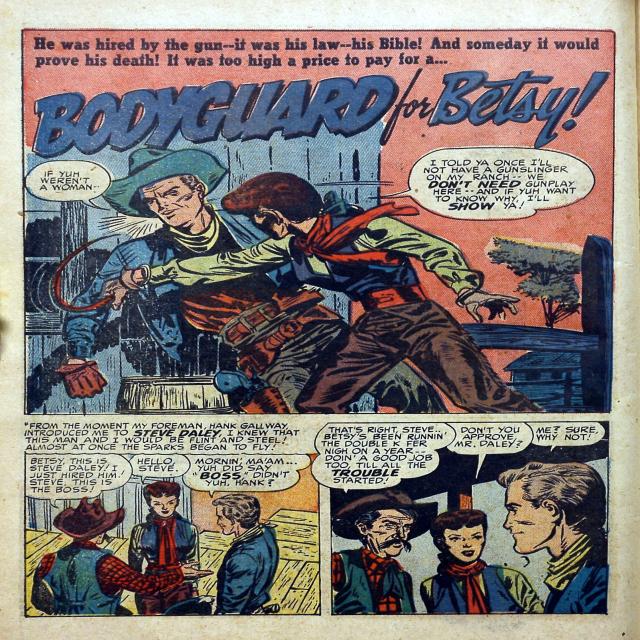 He was hired by the gun--it was his law--his Bible! And someday it would
prove his death! It was too high a price to pay for a...
BODYGUARD for Betsy!
IF YUH
WEREN'T
A WOMAN--
I TOLD YA ONCE I'LL
NOT HAVE A GUNSLINGER
ON MY RANCH-- WE
DON'T NEED GUNPLAY
HERE--AND IF YUH WANT
TO KNOW WHY, I'LL
SHOW YA!
"FROM THE MOMENT MY FOREMAN, HANK GALLWAY,
INTRODUCED ME TO STEVE DALEY I KNEW THAT
THIS MAN AND I WOULD BE FLINT AND STEEL!
ALMOST AT ONCE THE SPARKS BEGAN TO FLY!
BETSY, THIS IS
STEVE DALEY! I
JUST HIRED HIM!
STEVE, THIS IS
THE BOSS!
HELLO,
STEVE.
MORNIN', MA'AM...
YUH DID SAY
"BOSS," DIDN'T
YUH, HANK?
THAT'S RIGHT, STEVE...
BETSY'S BEEN RUNNIN'
THE DOUBLE K FER
NIGH ON A YEAR--
DOIN' A GOOD JOB
TOO, TILL ALL THE
TROUBLE
STARTED!
DON'T YOU
APPROVE,
MR. DALEY?
ME? SURE,
WHY NOT!